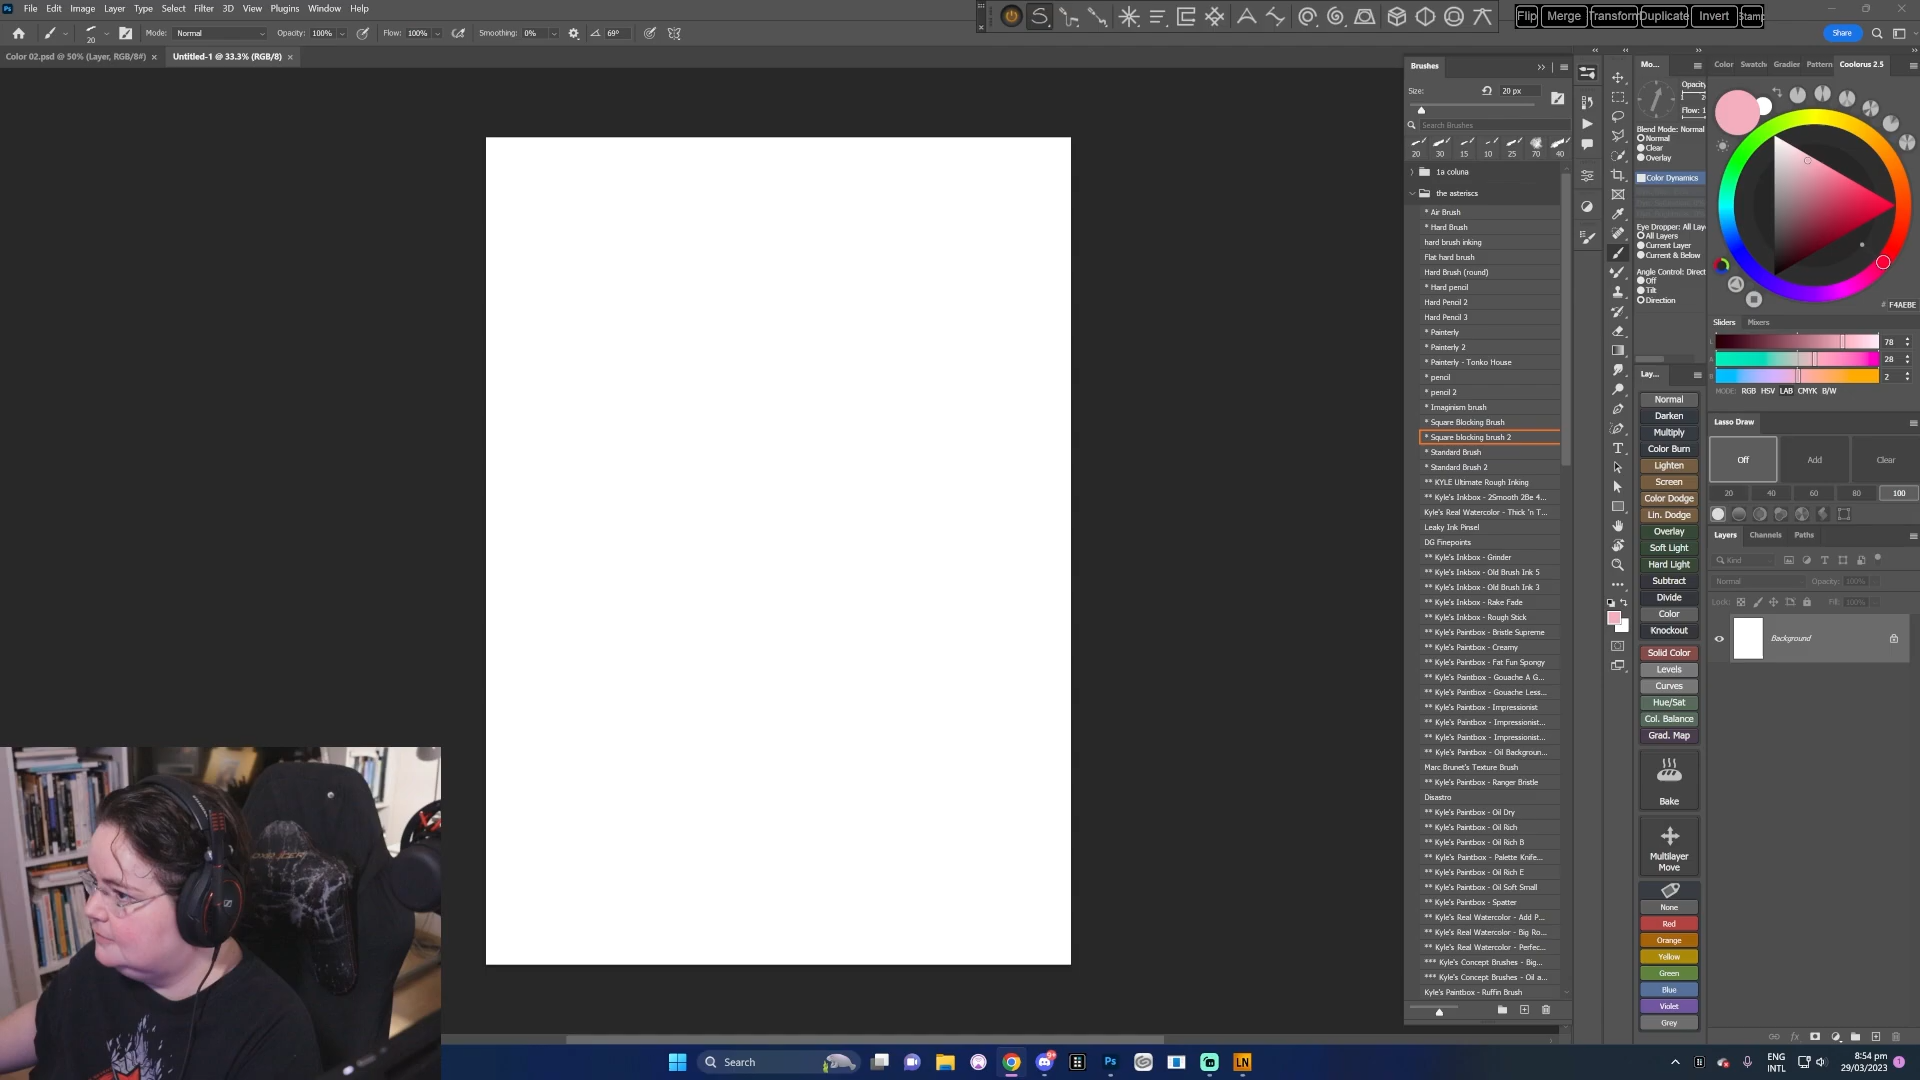 File Edit Image Layer Type Select Filter 3D View Plugins Window Help
Flip Merge Transform Duplicate Invert Stamp
20 Mode: Normal Opacity: 100% Flow: 100% Smoothing: 0% 69° Share
Color 02.psd @ 50% (Layer, RGB/8#) × Untitled-1 @ 33.3% (RGB/8) ×
Brushes
Size: 20 px
Search Brushes
20 30 15 10 25 70 40
1a coluna
the asteriscs
* Air Brush
* Hard Brush
hard brush inking
Flat hard brush
Hard Brush (round)
* Hard pencil
Hard Pencil 2
Hard Pencil 3
* Painterly
* Painterly 2
* Painterly - Tonko House
* pencil
* pencil 2
* Imaginism brush
* Square Blocking Brush
* Square blocking brush 2
* Standard Brush
* Standard Brush 2
** KYLE Ultimate Rough Inking
** Kyle's Inkbox - 2Smooth 2Be 4...
Kyle's Real Watercolor - Thick 'n T...
Leaky Ink Pinsel
DG Finepoints
** Kyle's Inkbox - Grinder
** Kyle's Inkbox - Old Brush Ink 5
** Kyle's Inkbox - Old Brush Ink 3
** Kyle's Inkbox - Rake Fade
** Kyle's Inkbox - Rough Stick
** Kyle's Paintbox - Bristle Supreme
** Kyle's Paintbox - Creamy
** Kyle's Paintbox - Fat Fun Spongy
** Kyle's Paintbox - Gouache A G...
** Kyle's Paintbox - Gouache Less...
** Kyle's Paintbox - Impressionist
** Kyle's Paintbox - Impressionist...
** Kyle's Paintbox - Impressionist...
** Kyle's Paintbox - Oil Backgroun...
Marc Brunet's Texture Brush
** Kyle's Paintbox - Ranger Bristle
Disastro
** Kyle's Paintbox - Oil Dry
** Kyle's Paintbox - Oil Rich
** Kyle's Paintbox - Oil Rich B
** Kyle's Paintbox - Palette Knife...
** Kyle's Paintbox - Oil Rich E
** Kyle's Paintbox - Oil Soft Small
** Kyle's Paintbox - Spatter
** Kyle's Real Watercolor - Add P...
** Kyle's Real Watercolor - Big Ro...
** Kyle's Real Watercolor - Perfec...
*** Kyle's Concept Brushes - Big...
*** Kyle's Concept Brushes - Oil a...
Kyle's Paintbox - Ruffin Brush
Mo...
Opacity
Flow: 1
Blend Mode: Normal
Normal
Clear
Overlay
Color Dynamics
Eye Dropper: All Laye
All Layers
Current Layer
Current & Below
Angle Control: Direct
Off
Tilt
Direction
Lay...
Normal
Darken
Multiply
Color Burn
Lighten
Screen
Color Dodge
Lin. Dodge
Overlay
Soft Light
Hard Light
Subtract
Divide
Color
Knockout
Solid Color
Levels
Curves
Hue/Sat
Col. Balance
Grad. Map
Bake
Multilayer
Move
None
Red
Orange
Yellow
Green
Blue
Violet
Grey
Color Swatch Gradier Pattern Coolorus 2.5
# F4AEBE
Sliders Mixers
L 78
A 28
B 2
MODE: RGB HSV LAB CMYK B/W
Lasso Draw
Off Add Clear
20 40 60 80 100
Layers Channels Paths
Kind
Normal Opacity: 100%
Lock: Fill: 100%
Background
Search
Ps
LN
ENG
INTL
8:54 pm
29/03/2023